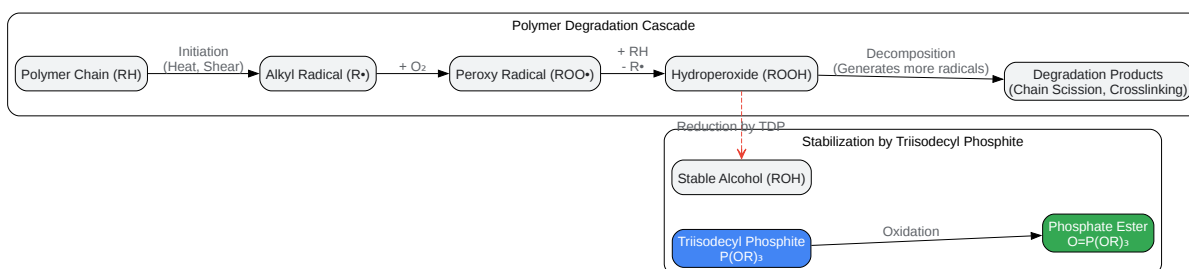 Polymer Degradation Cascade
Initiation
(Heat, Shear)
+ O₂
+ RH
- R•
Decomposition
(Generates more radicals)
Polymer Chain (RH)
Alkyl Radical (R•)
Peroxy Radical (ROO•)
Hydroperoxide (ROOH)
Degradation Products
(Chain Scission, Crosslinking)
Reduction by TDP
Stabilization by Triisodecyl Phosphite
Stable Alcohol (ROH)
Triisodecyl Phosphite
P(OR)₃
Oxidation
Phosphate Ester
O=P(OR)₃